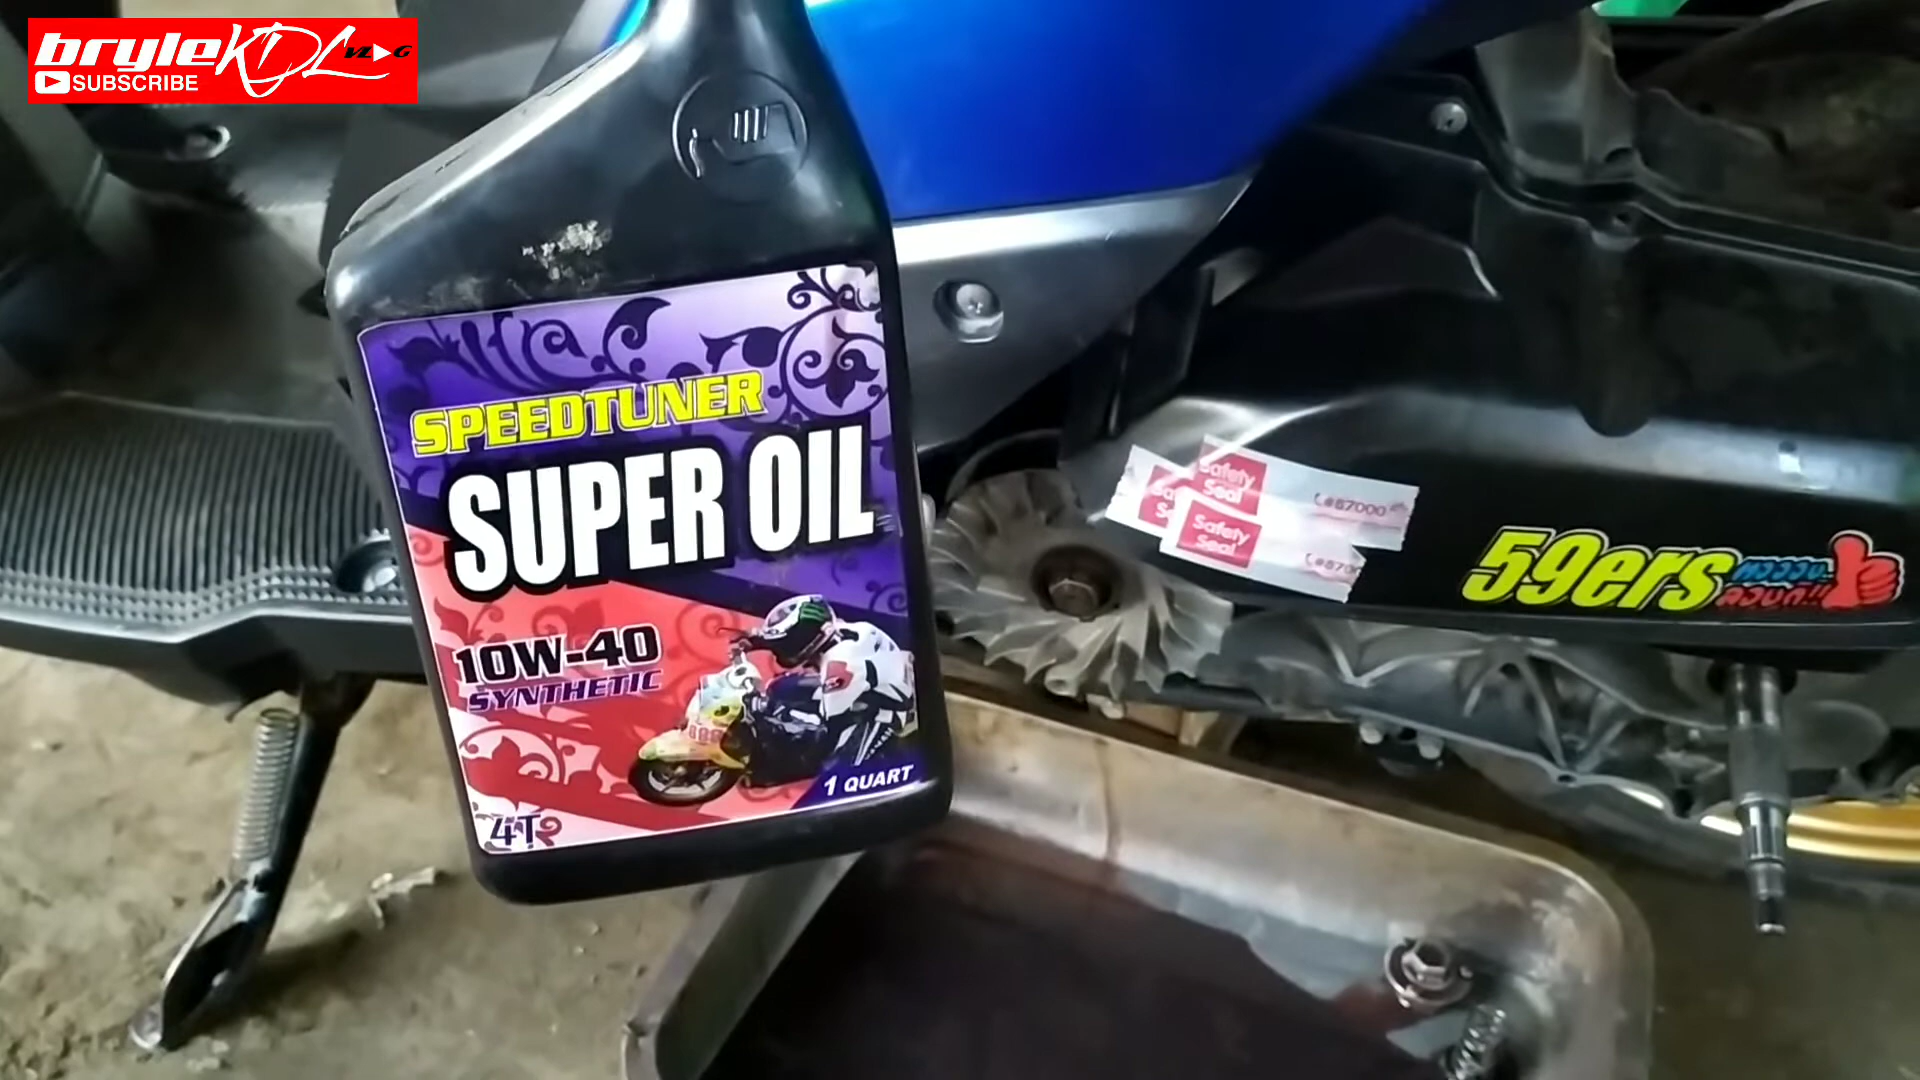 bryleKDL VLOG
SUBSCRIBE
SPEEDTUNER
SUPER OIL
10W-40
SYNTHETIC
1 QUART
4T
Safety
Seal
Safety
Seal
59ers